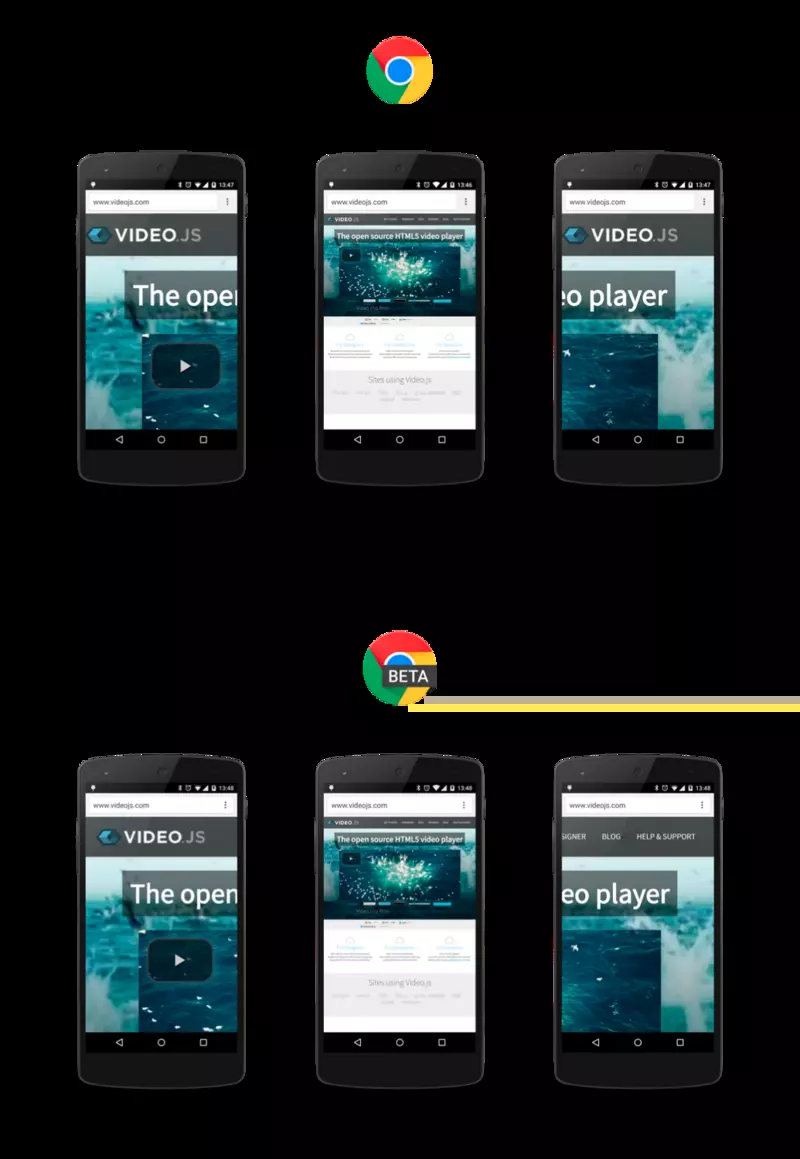 13:47
www.videojs.com
VIDEO.JS
The ope
13:46
www.videojs.com
VIDEO.JS
The open source HTML5 video player
Sites using Video.js
13:47
www.videojs.com
VIDEO.JS
eo player
BETA
13:48
www.videojs.com
VIDEO.JS
The open
13:48
www.videojs.com
VIDEO.JS
The open source HTML5 video player
Sites using Video.js
13:48
www.videojs.com
SIGNER BLOG HELP & SUPPORT
eo player